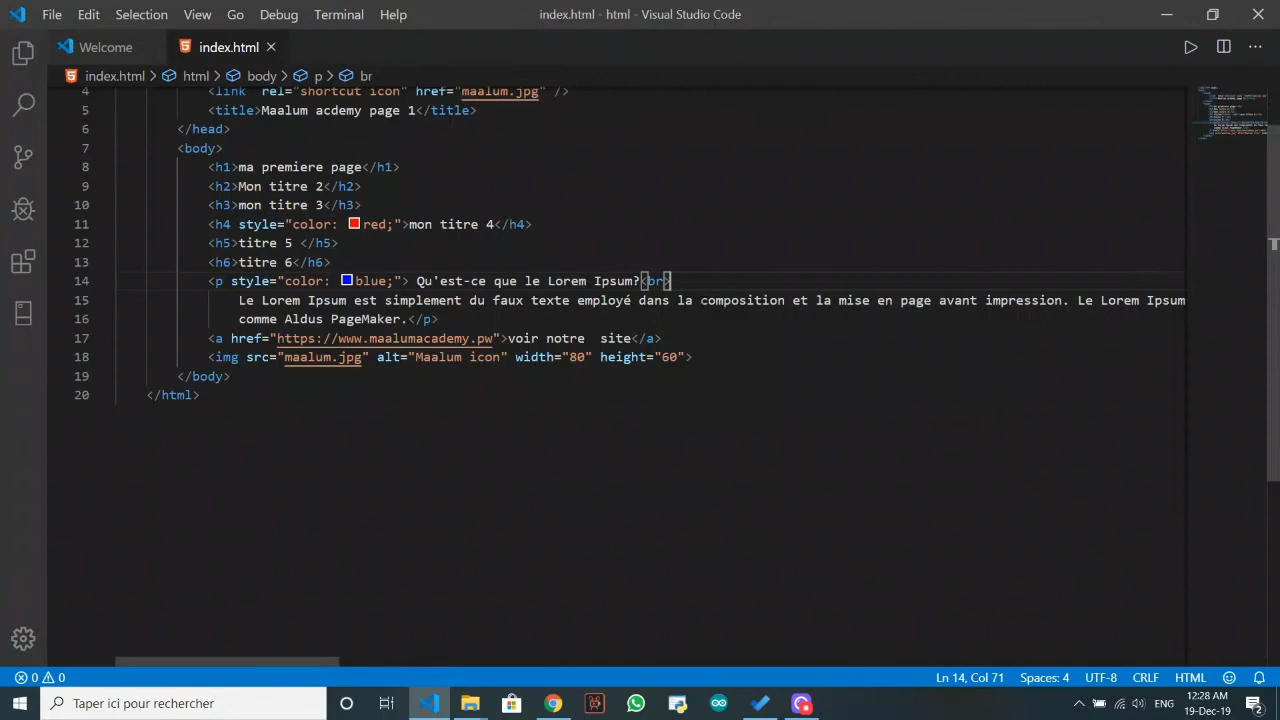 File Edit Selection View Go Debug Terminal Help index.html - html - Visual Studio Code
Welcome index.html
index.html > html > body > p > br
4 <link rel="shortcut icon" href="maalum.jpg" />
5 <title>Maalum acdemy page 1</title>
6 </head>
7 <body>
8 <h1>ma premiere page</h1>
9 <h2>Mon titre 2</h2>
10 <h3>mon titre 3</h3>
11 <h4 style="color: red;">mon titre 4</h4>
12 <h5>titre 5 </h5>
13 <h6>titre 6</h6>
14 <p style="color: blue;"> Qu'est-ce que le Lorem Ipsum?<br>
15 Le Lorem Ipsum est simplement du faux texte employé dans la composition et la mise en page avant impression. Le Lorem Ipsum
16 comme Aldus PageMaker.</p>
17 <a href="https://www.maalumacademy.pw">voir notre  site</a>
18 <img src="maalum.jpg" alt="Maalum icon" width="80" height="60">
19 </body>
20 </html>
0 0 Ln 14, Col 71 Spaces: 4 UTF-8 CRLF HTML
Taper ici pour rechercher ENG 12:28 AM
19-Dec-19 2